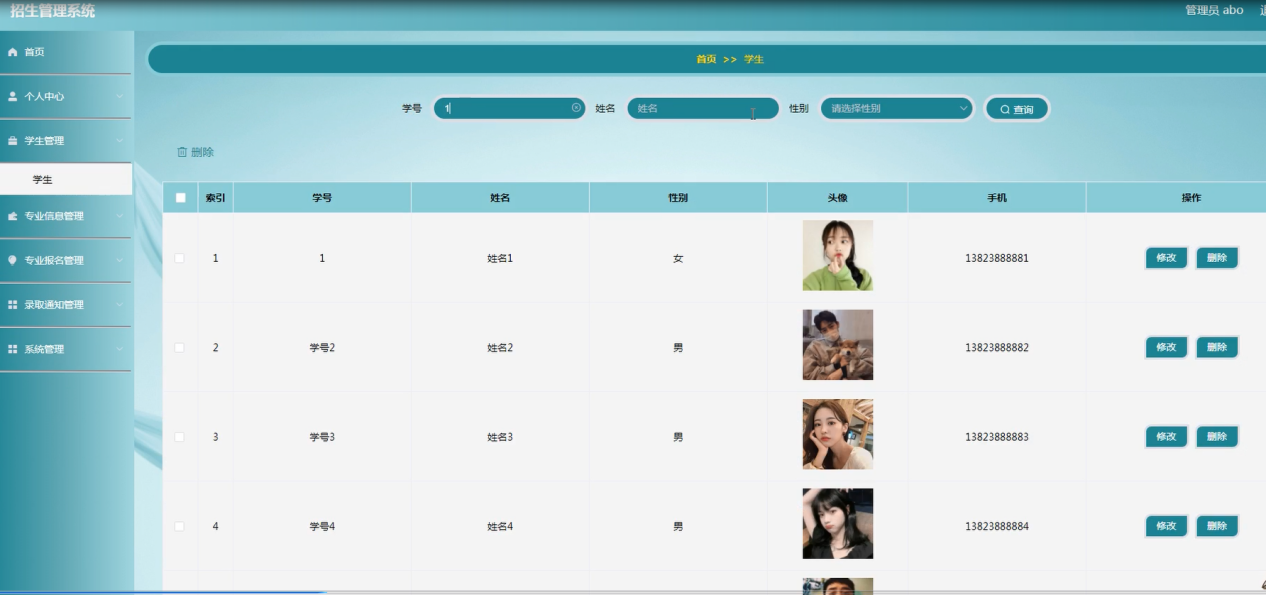 招生管理系统
管理员 abo
首页
个人中心
学生管理
学生
专业信息管理
专业报名管理
录取通知管理
系统管理
首页 >> 学生
学号 1 姓名 姓名 性别 请选择性别 查询
删除
索引 学号 姓名 性别 头像 手机 操作
1 1 姓名1 女 13823888881 修改 删除
2 学号2 姓名2 男 13823888882 修改 删除
3 学号3 姓名3 男 13823888883 修改 删除
4 学号4 姓名4 男 13823888884 修改 删除